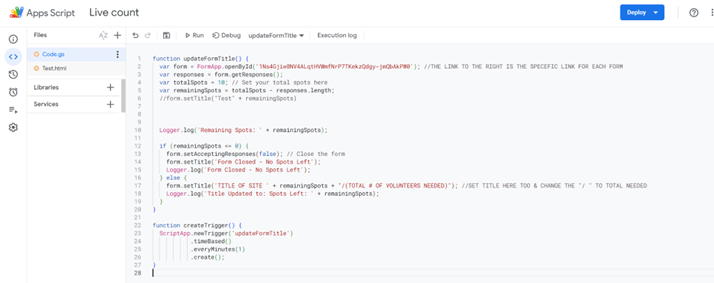 Apps Script
Live count
Deploy
Files
Run
Debug
updateFormTitle
Execution log
Code.gs
Test.html
Libraries
Services
1 function updateFormTitle() {
2 var form = FormApp.openById('1Ns4Gjiw8NV4ALqtHVWmfNrP7TKekzQdgy-jmQbAkPM0'); //THE LINK TO THE RIGHT IS THE SPECEFIC LINK FOR EACH FORM
3 var responses = form.getResponses();
4 var totalSpots = 10; // Set your total spots here
5 var remainingSpots = totalSpots - responses.length;
6 //form.setTitle("Test" + remainingSpots)
7
8
9
10 Logger.log('Remaining Spots: ' + remainingSpots);
11
12 if (remainingSpots <= 0) {
13 form.setAcceptingResponses(false); // Close the form
14 form.setTitle('Form Closed - No Spots Left');
15 Logger.log('Form Closed - No Spots Left');
16 } else {
17 form.setTitle('TITLE OF SITE ' + remainingSpots + "/(TOTAL # OF VOLUNTEERS NEEDED)"); //SET TITLE HERE TOO & CHANGE THE "/ " TO TOTAL NEEDED
18 Logger.log('Title Updated to: Spots Left: ' + remainingSpots);
19 }
20 }
21
22 function createTrigger() {
23 ScriptApp.newTrigger('updateFormTitle')
24 .timeBased()
25 .everyMinutes(1)
26 .create();
27 }
28